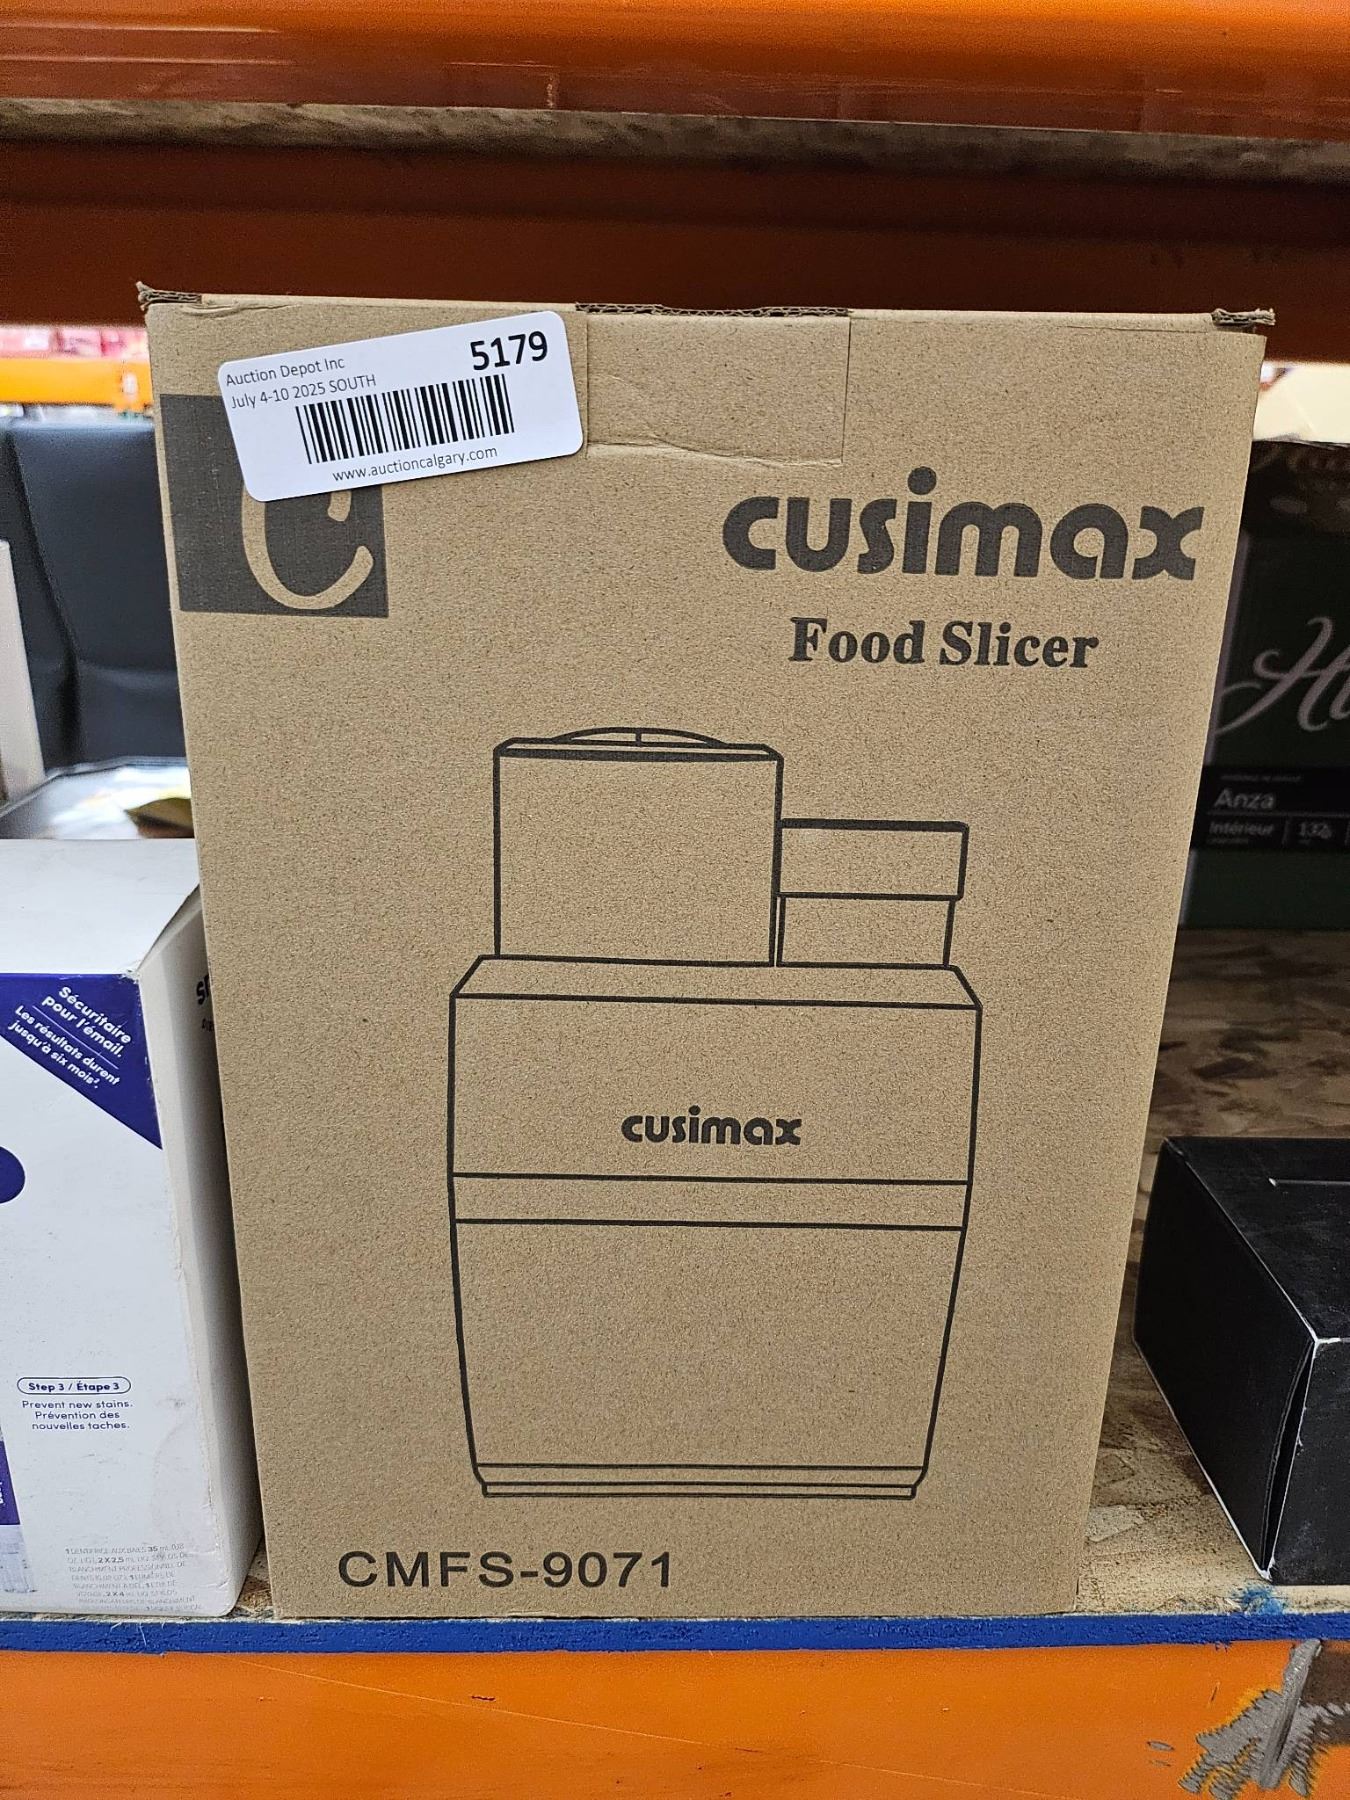 Auction Depot Inc
5179
July 4-10 2025 SOUTH
www.auctioncalgary.com
cusimax
Food Slicer
cusimax
CMFS-9071
Sécuritaire
pour l'émail.
Les résultats durent
jusqu'à six mois².
Step 3 / Étape 3
Prevent new stains.
Prévention des
nouvelles taches.
Anza
Intérieur